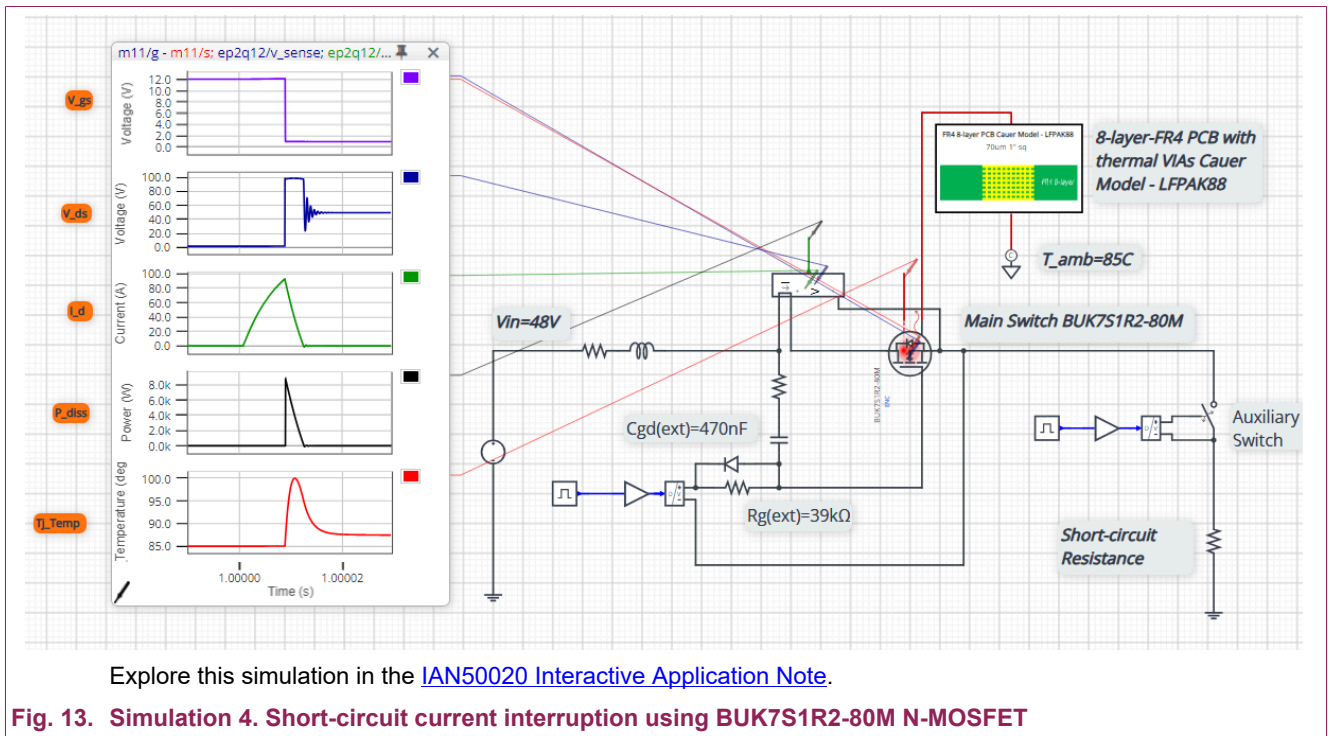 m11/g - m11/s; ep2q12/v_sense; ep2q12/...
V_gs
Voltage (V)
12.0
10.0
8.0
6.0
4.0
2.0
0.0
V_ds
Voltage (V)
100.0
80.0
60.0
40.0
20.0
0.0
I_d
Current (A)
100.0
80.0
60.0
40.0
20.0
0.0
P_diss
Power (W)
8.0k
6.0k
4.0k
2.0k
0.0k
Tj_Temp
Temperature (deg
100.0
95.0
90.0
85.0
1.00000
1.00002
Time (s)
FR4 8-layer PCB Cauer Model - LFPAK88
70um 1" sq
FR4 8-layer
8-layer-FR4 PCB with
thermal VIAs Cauer
Model - LFPAK88
T_amb=85C
Vin=48V
Main Switch BUK7S1R2-80M
BUK7S1R2-80M
Cgd(ext)=470nF
Rg(ext)=39kΩ
Auxiliary
Switch
Short-circuit
Resistance
Explore this simulation in the IAN50020 Interactive Application Note.
Fig. 13. Simulation 4. Short-circuit current interruption using BUK7S1R2-80M N-MOSFET